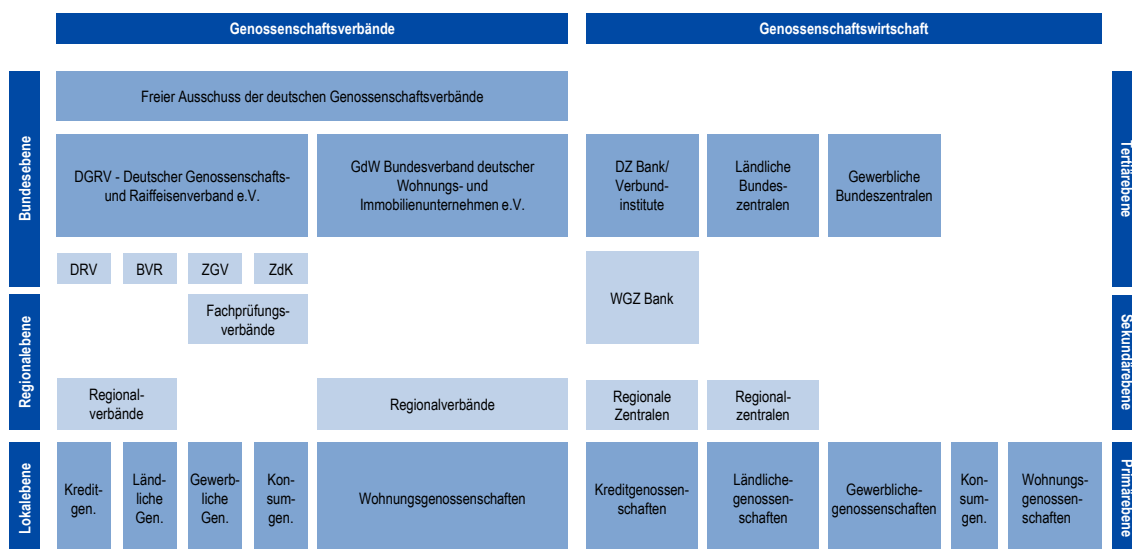 Genossenschaftsverbände
Genossenschaftswirtschaft
Bundesebene
Freier Ausschuss der deutschen Genossenschaftsverbände
Tertiärebene
DGRV - Deutscher Genossenschafts-
und Raiffeisenverband e.V.
GdW Bundesverband deutscher
Wohnungs- und
Immobilienunternehmen e.V.
DZ Bank/
Verbund-
institute
Ländliche
Bundes-
zentralen
Gewerbliche
Bundeszentralen
DRV
BVR
ZGV
ZdK
WGZ Bank
Regionalebene
Fachprüfungs-
verbände
Sekundärebene
Regional-
verbände
Regionalverbände
Regionale
Zentralen
Regional-
zentralen
Lokalebene
Kredit-
gen.
Länd-
liche
Gen.
Gewerb-
liche
Gen.
Kon-
sum-
gen.
Wohnungsgenossenschaften
Kreditgenossen-
schaften
Ländliche-
genossen-
schaften
Gewerbliche-
genossenschaften
Kon-
sum-
gen.
Wohnungs-
genossen-
schaften
Primärebene